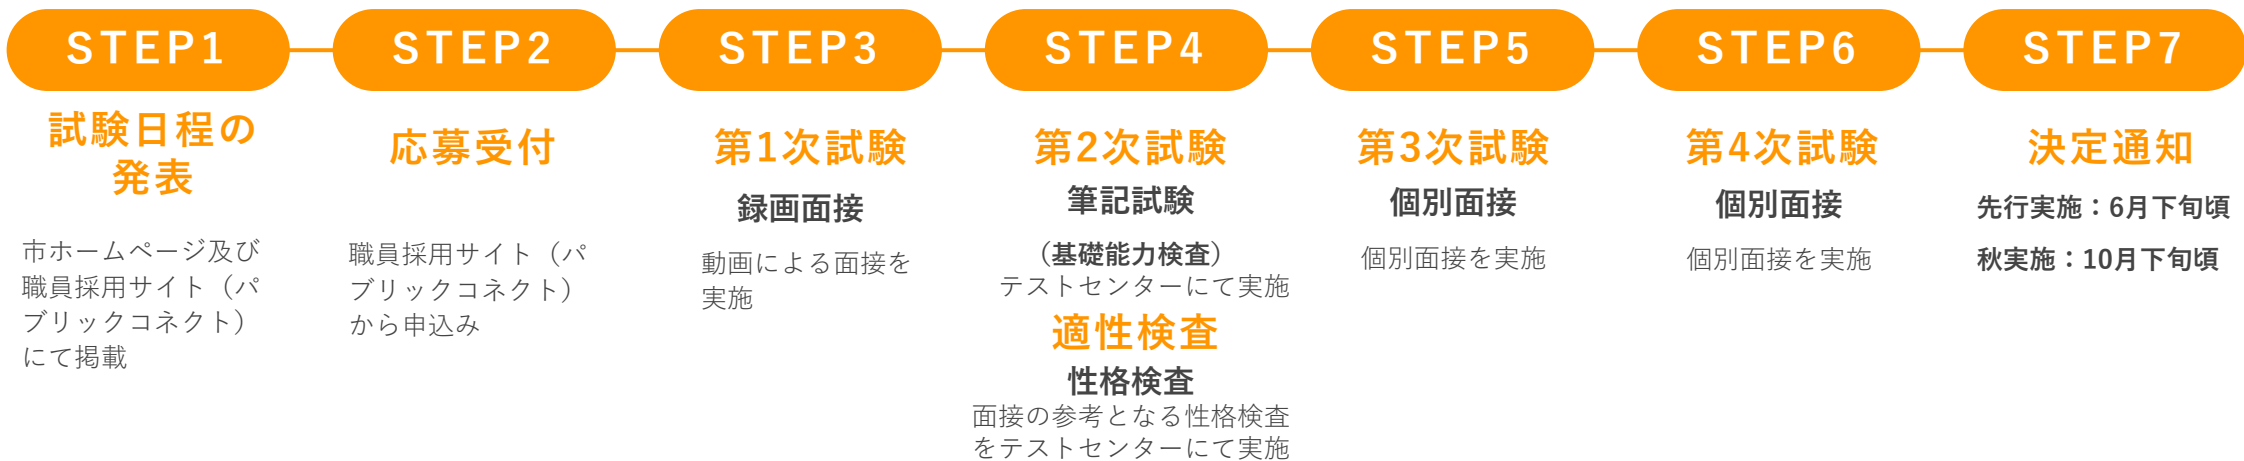 STEP1
試験日程の
発表
市ホームページ及び
職員採用サイト（パ
ブリックコネクト）
にて掲載
STEP2
応募受付
職員採用サイト（パ
ブリックコネクト）
から申込み
STEP3
第1次試験
録画面接
動画による面接を
実施
STEP4
第2次試験
筆記試験
（基礎能力検査）
テストセンターにて実施
適性検査
性格検査
面接の参考となる性格検査
をテストセンターにて実施
STEP5
第3次試験
個別面接
個別面接を実施
STEP6
第4次試験
個別面接
個別面接を実施
STEP7
決定通知
先行実施：6月下旬頃
秋実施：10月下旬頃